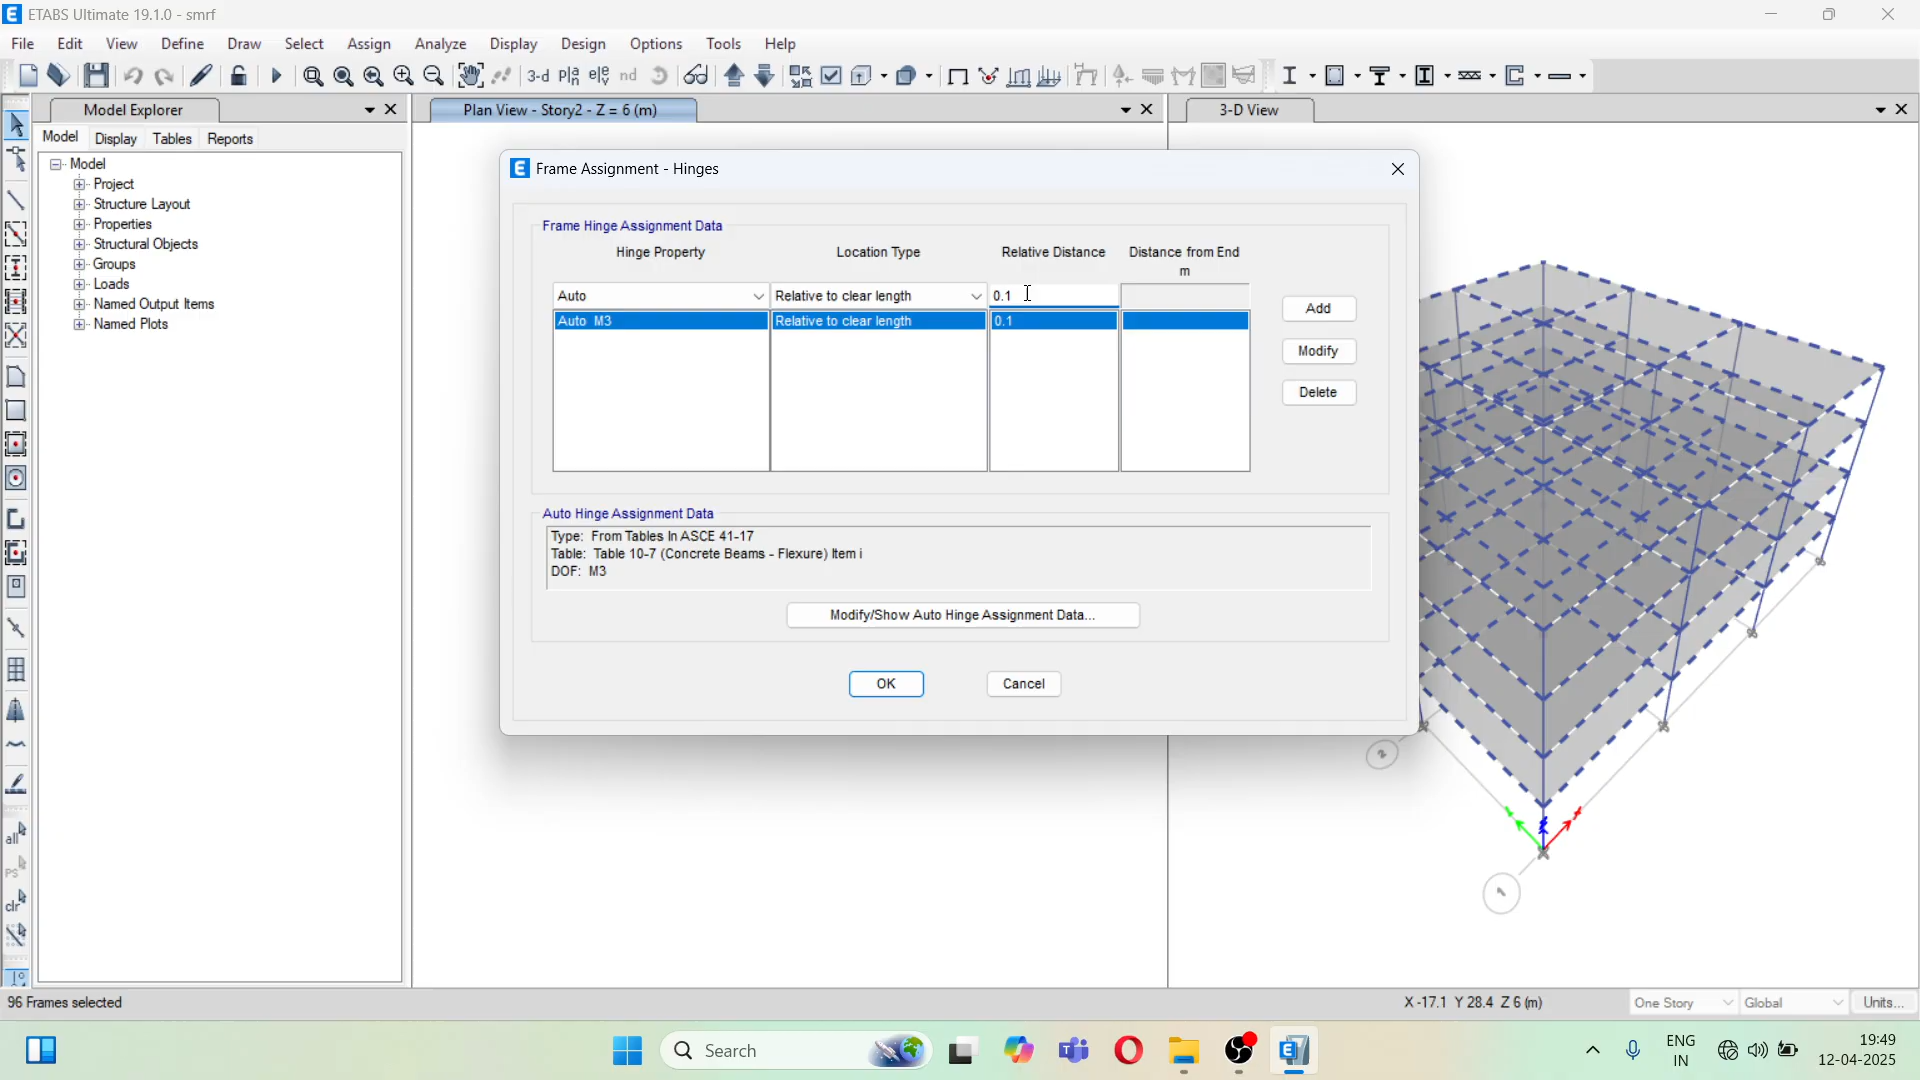 ETABS Ultimate 19.1.0 - smrf
File Edit View Define Draw Select Assign Analyze Display Design Options Tools Help
3-d nd
Model Explorer
Plan View - Story2 - Z = 6 (m)
3-D View
Model Display Tables Reports
Model
Project
Structure Layout
Properties
Structural Objects
Groups
Loads
Named Output Items
Named Plots
Frame Assignment - Hinges
Frame Hinge Assignment Data
Hinge Property Location Type Relative Distance Distance from End
m
Auto Relative to clear length 0.1
Auto M3 Relative to clear length 0.1
Add
Modify
Delete
Auto Hinge Assignment Data
Type: From Tables In ASCE 41-17
Table: Table 10-7 (Concrete Beams - Flexure) Item i
DOF: M3
Modify/Show Auto Hinge Assignment Data...
OK Cancel
all
PS
clr
96 Frames selected
X -17.1 Y 28.4 Z 6 (m)
One Story Global Units...
Search
ENG
IN
19:49
12-04-2025